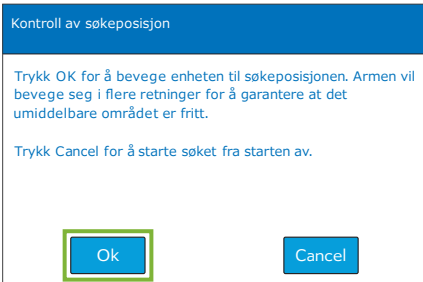 Kontroll av søkeposisjon
Trykk OK for å bevege enheten til søkeposisjonen. Armen vil
bevege seg i flere retninger for å garantere at det
umiddelbare området er fritt.
Trykk Cancel for å starte søket fra starten av.
Ok
Cancel